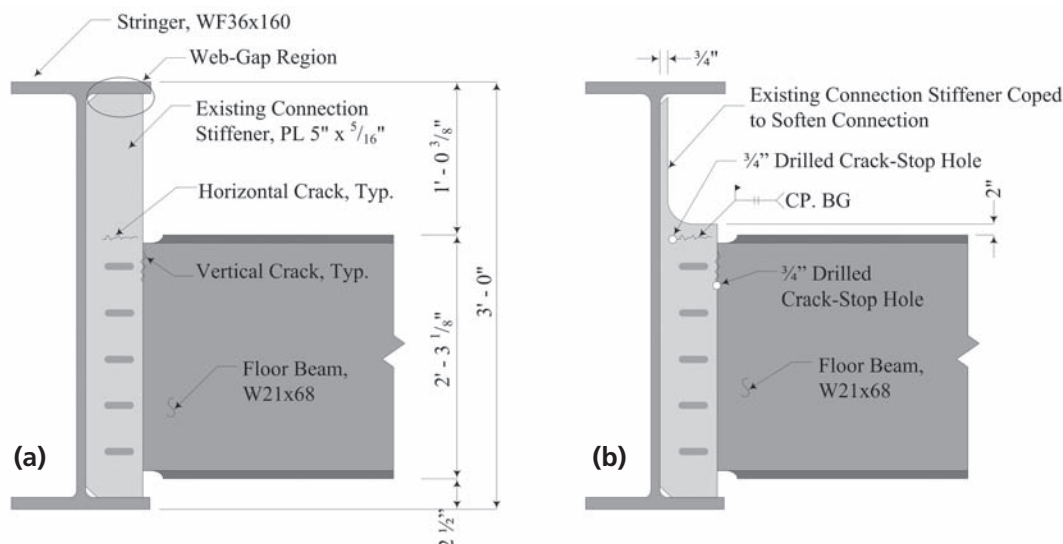 Stringer, WF36x160
Web-Gap Region
Existing Connection
Stiffener, PL 5" x 5/16"
Horizontal Crack, Typ.
Vertical Crack, Typ.
Floor Beam,
W21x68
1' - 0 3/8"
2' - 3 1/8"
3' - 0"
2 1/2"
(a)
3/4"
Existing Connection Stiffener Coped
to Soften Connection
3/4” Drilled Crack-Stop Hole
CP. BG
2"
3/4” Drilled
Crack-Stop Hole
Floor Beam,
W21x68
(b)